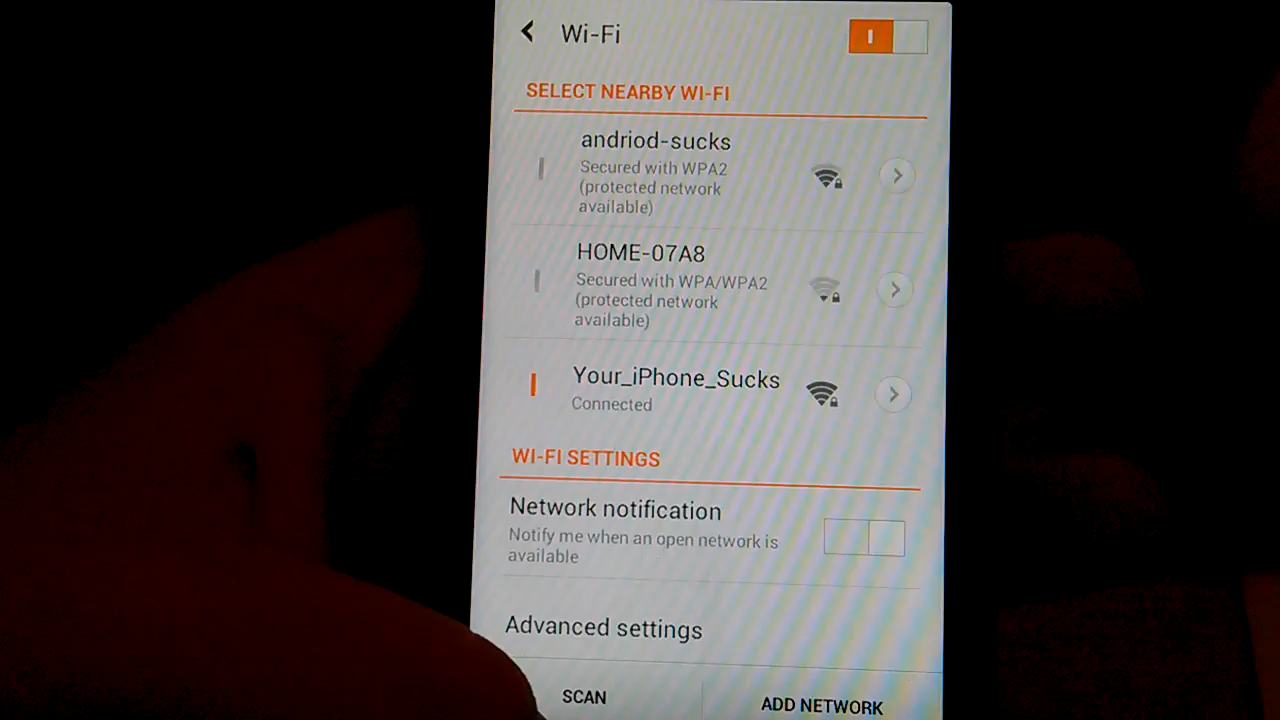 Wi-Fi
SELECT NEARBY WI-FI
andriod-sucks
Secured with WPA2
(protected network
available)
HOME-07A8
Secured with WPA/WPA2
(protected network
available)
Your_iPhone_Sucks
Connected
WI-FI SETTINGS
Network notification
Notify me when an open network is
available
Advanced settings
SCAN
ADD NETWORK